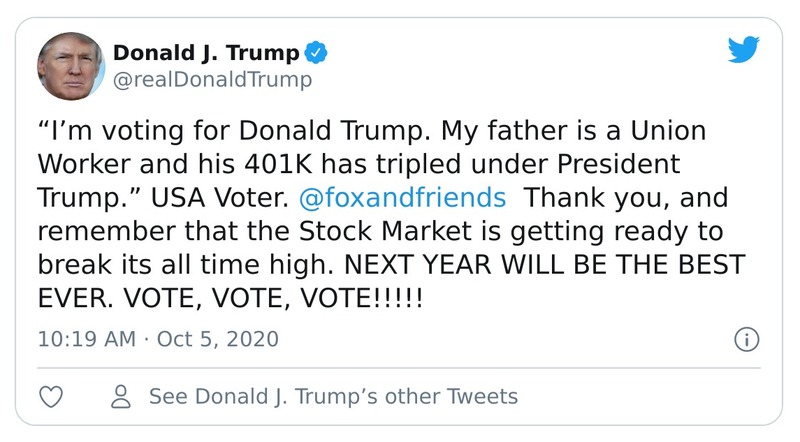 Donald J. Trump
@realDonaldTrump
“I’m voting for Donald Trump. My father is a Union
Worker and his 401K has tripled under President
Trump.” USA Voter. @foxandfriends  Thank you, and
remember that the Stock Market is getting ready to
break its all time high. NEXT YEAR WILL BE THE BEST
EVER. VOTE, VOTE, VOTE!!!!!
10:19 AM · Oct 5, 2020
See Donald J. Trump’s other Tweets